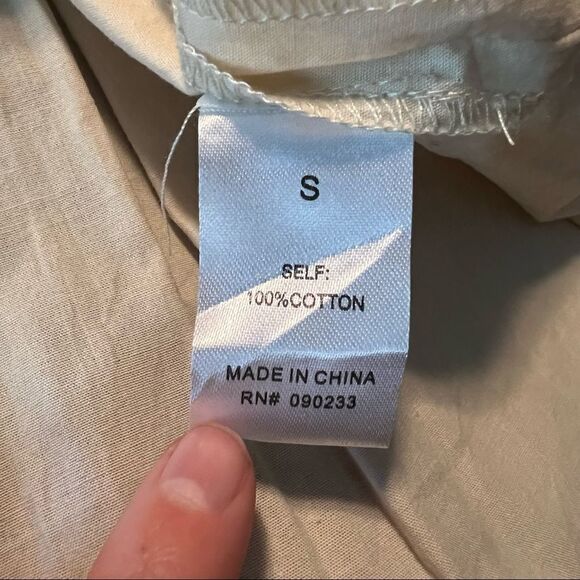 S
SELF:
100%COTTON
MADE IN CHINA
RN# 090233